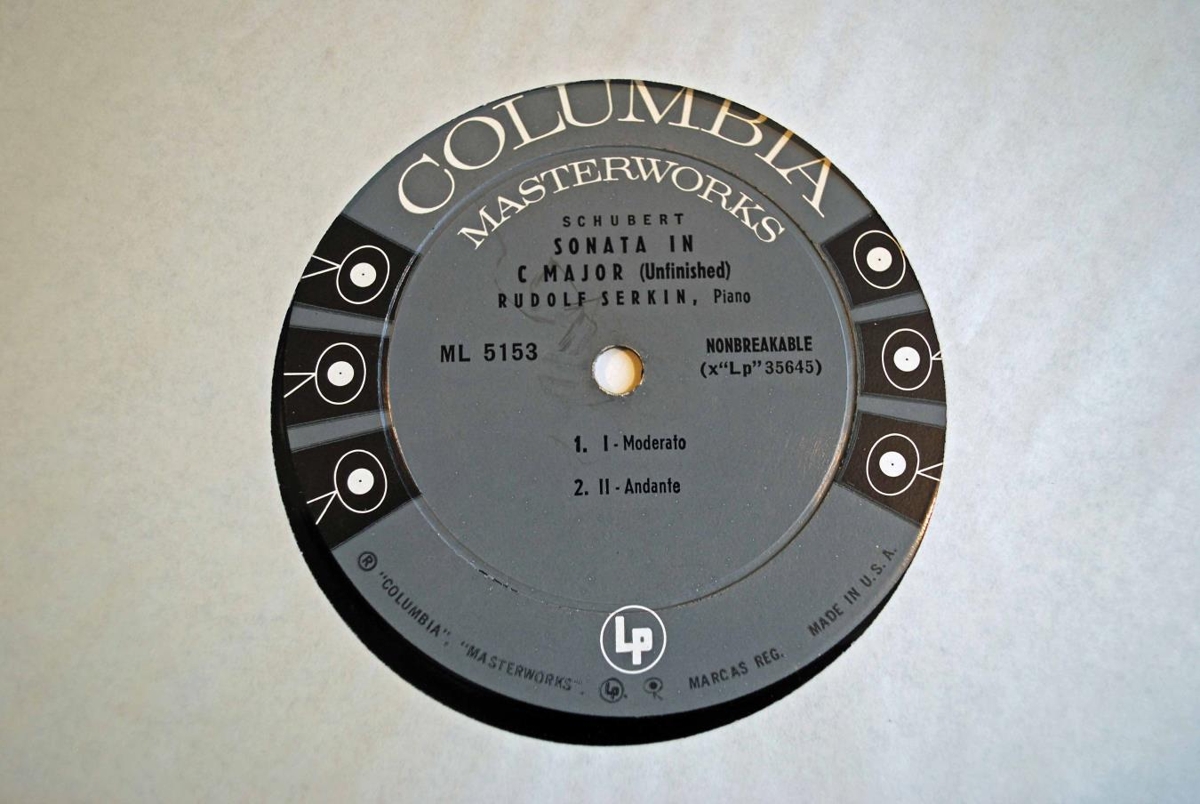 COLUMBIA
MASTERWORKS
SCHUBERT
SONATA IN
C MAJOR (Unfinished)
RUDOLF SERKIN, Piano
ML 5153
NONBREAKABLE
(x“Lp”35645)
1. I - Moderato
2. II - Andante
Lp
® "COLUMBIA", "MASTERWORKS", Lp, MARCAS REG. MADE IN U.S.A.